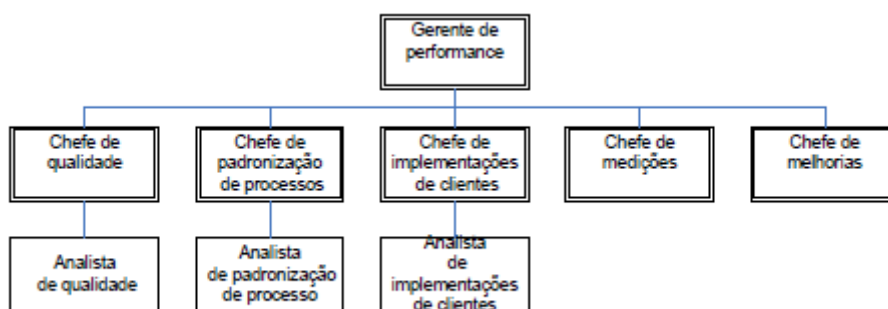 Gerente de
performance
Chefe de
qualidade
Chefe de
padronização
de processos
Chefe de
implementações
de clientes
Chefe de
medições
Chefe de
melhorias
Analista
de qualidade
Analista
de padronização
de processo
Analista
de
implementações
de clientes